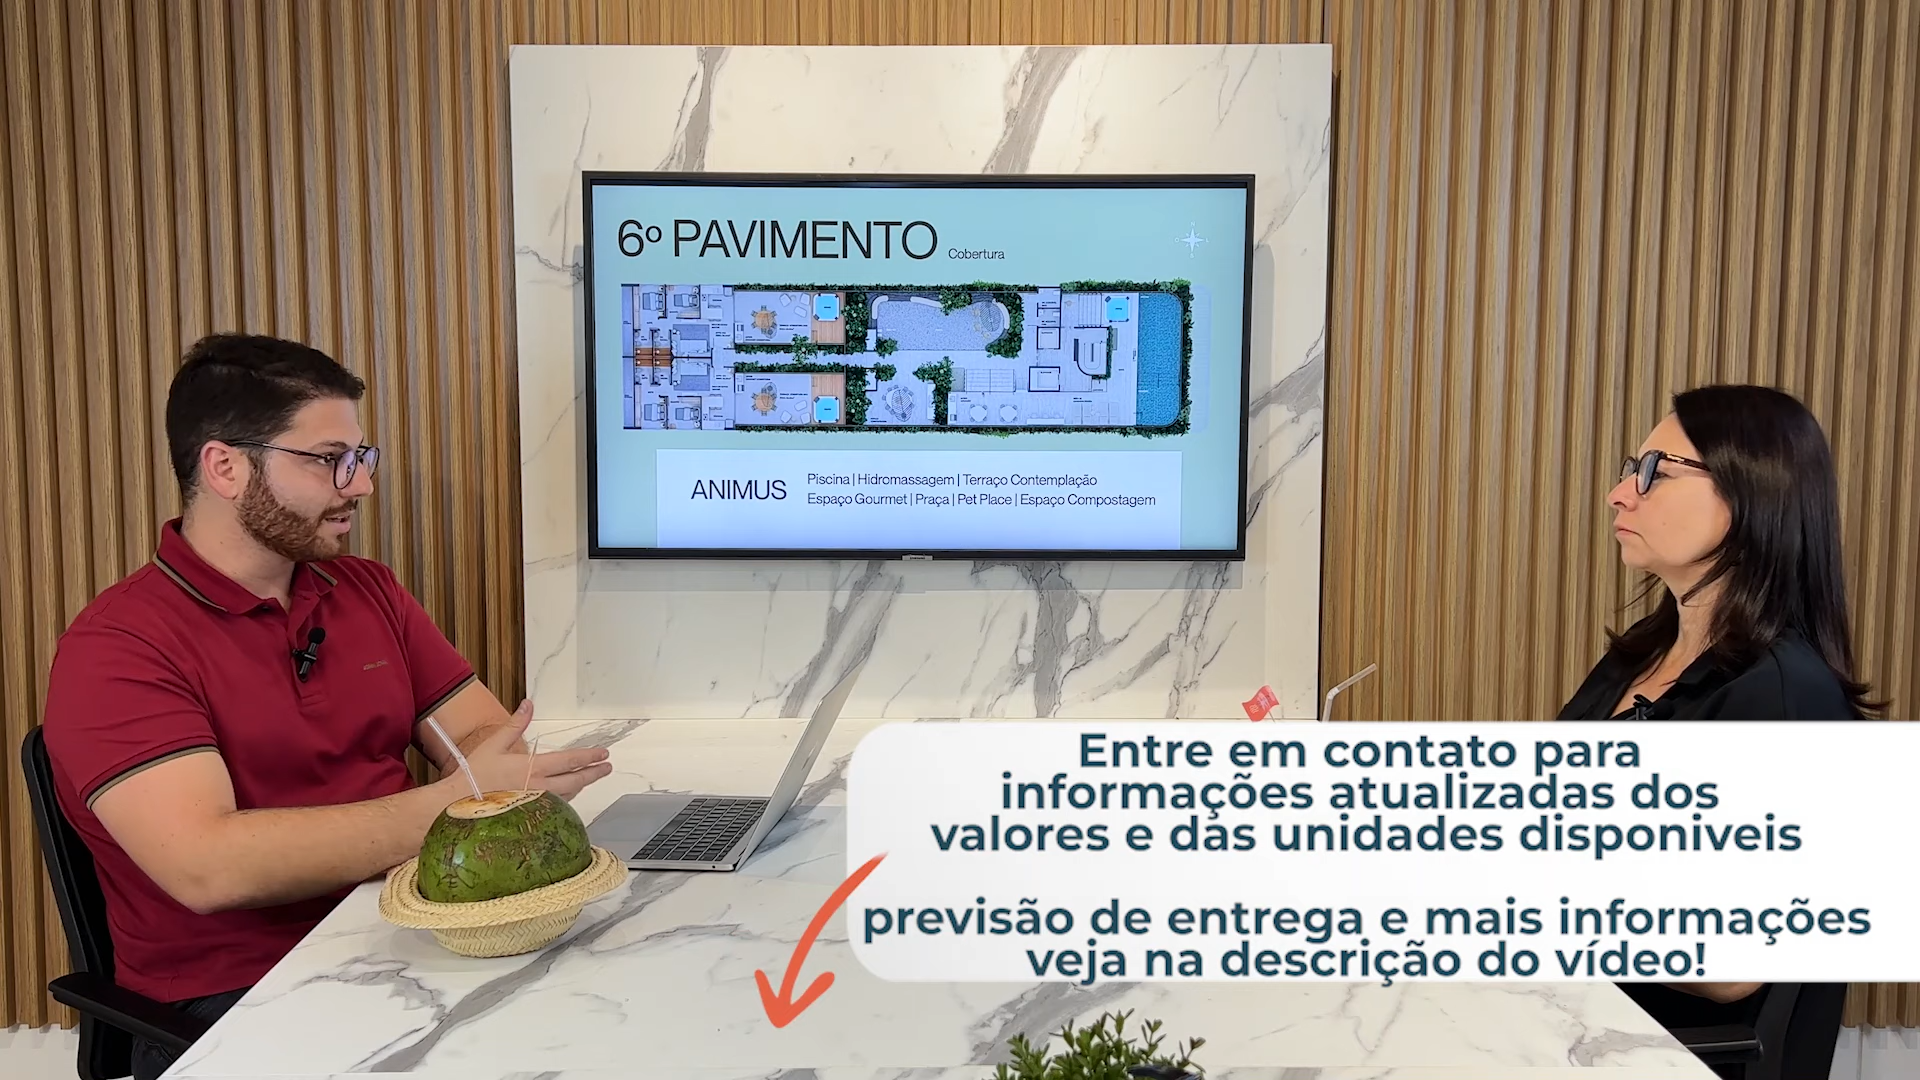 6º PAVIMENTO Cobertura
ANIMUS
Piscina | Hidromassagem | Terraço Contemplação
Espaço Gourmet | Praça | Pet Place | Espaço Compostagem
Entre em contato para
informações atualizadas dos
valores e das unidades disponiveis
previsão de entrega e mais informações
veja na descrição do vídeo!